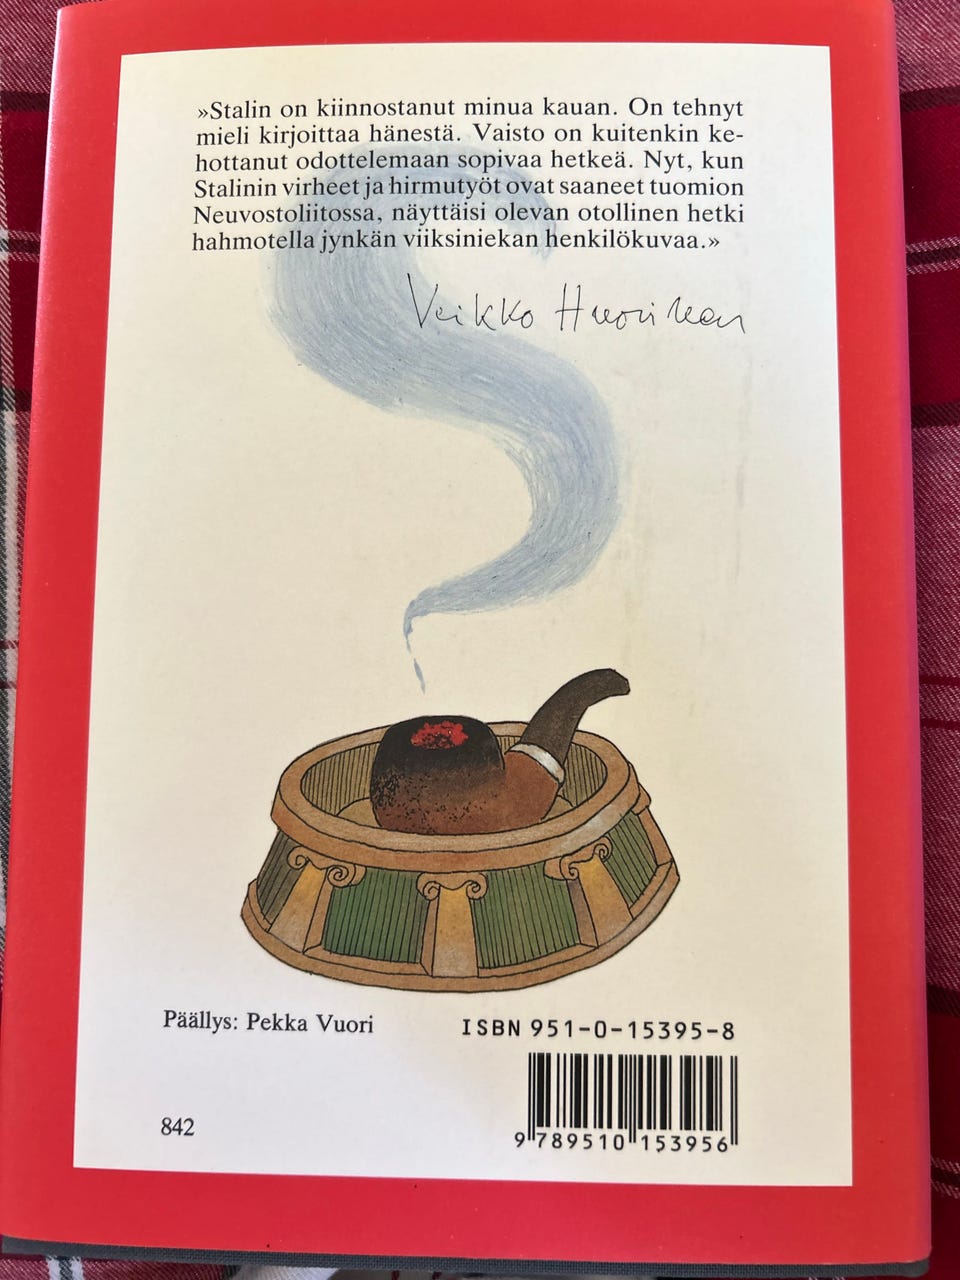 »Stalin on kiinnostanut minua kauan. On tehnyt
mieli kirjoittaa hänestä. Vaisto on kuitenkin ke-
hottanut odottelemaan sopivaa hetkeä. Nyt, kun
Stalinin virheet ja hirmutyöt ovat saaneet tuomion
Neuvostoliitossa, näyttäisi olevan otollinen hetki
hahmotella jynkän viiksiniekan henkilökuvaa.»
Veikko Huovinen
Päällys: Pekka Vuori
ISBN 951-0-15395-8
842
9 789510 153956